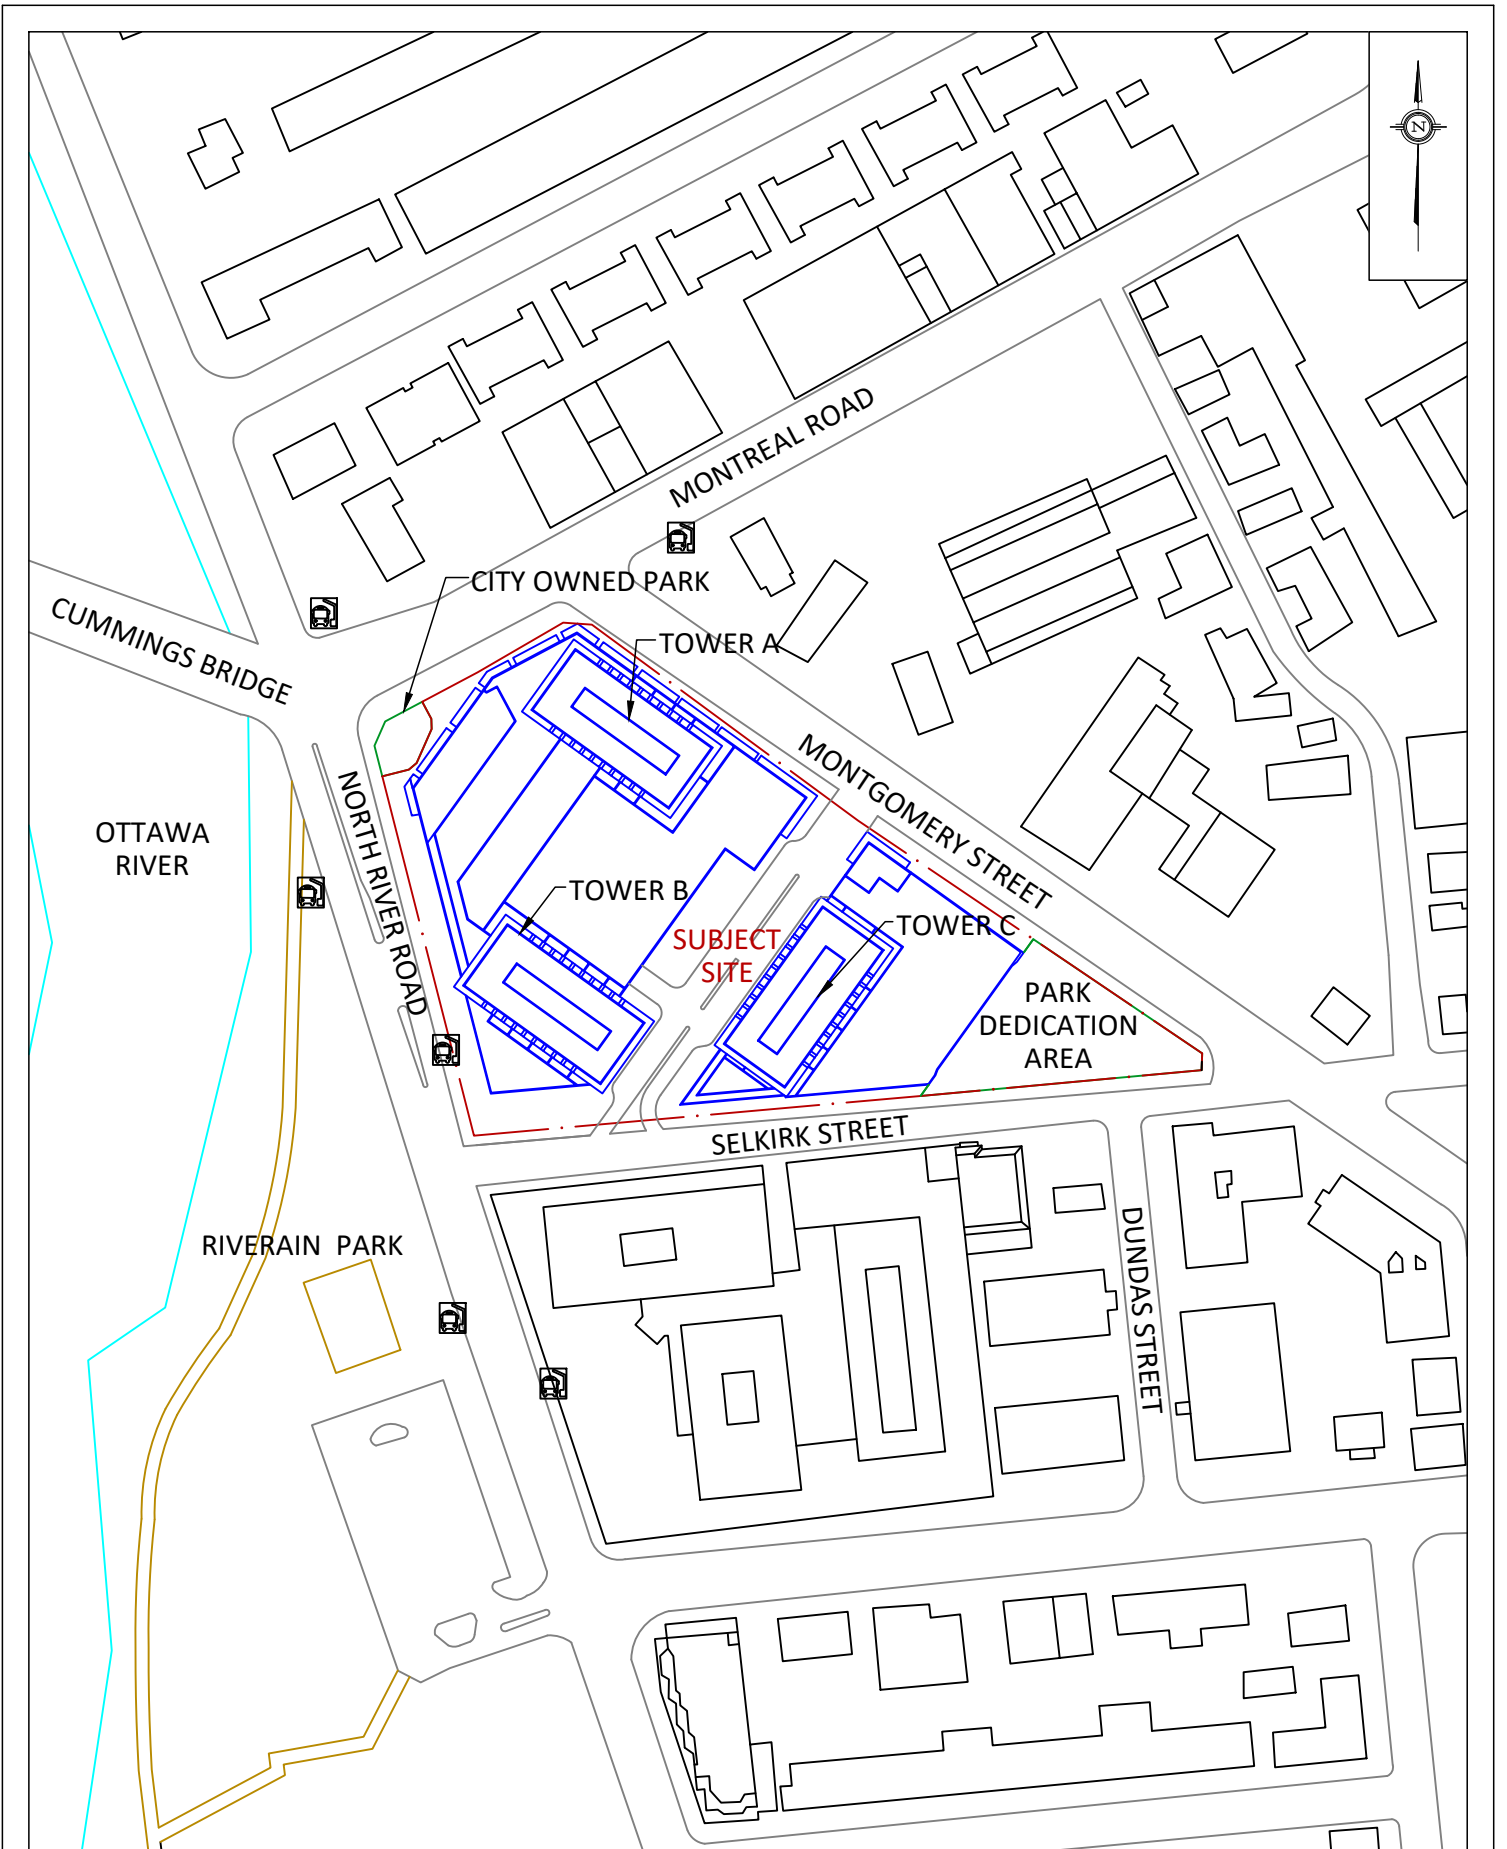 N
MONTREAL ROAD
CITY OWNED PARK
CUMMINGS BRIDGE
TOWER A
MONTGOMERY STREET
NORTH RIVER ROAD
OTTAWA
RIVER
TOWER B
TOWER C
SUBJECT
SITE
PARK
DEDICATION
AREA
SELKIRK STREET
DUNDAS STREET
RIVERAIN PARK